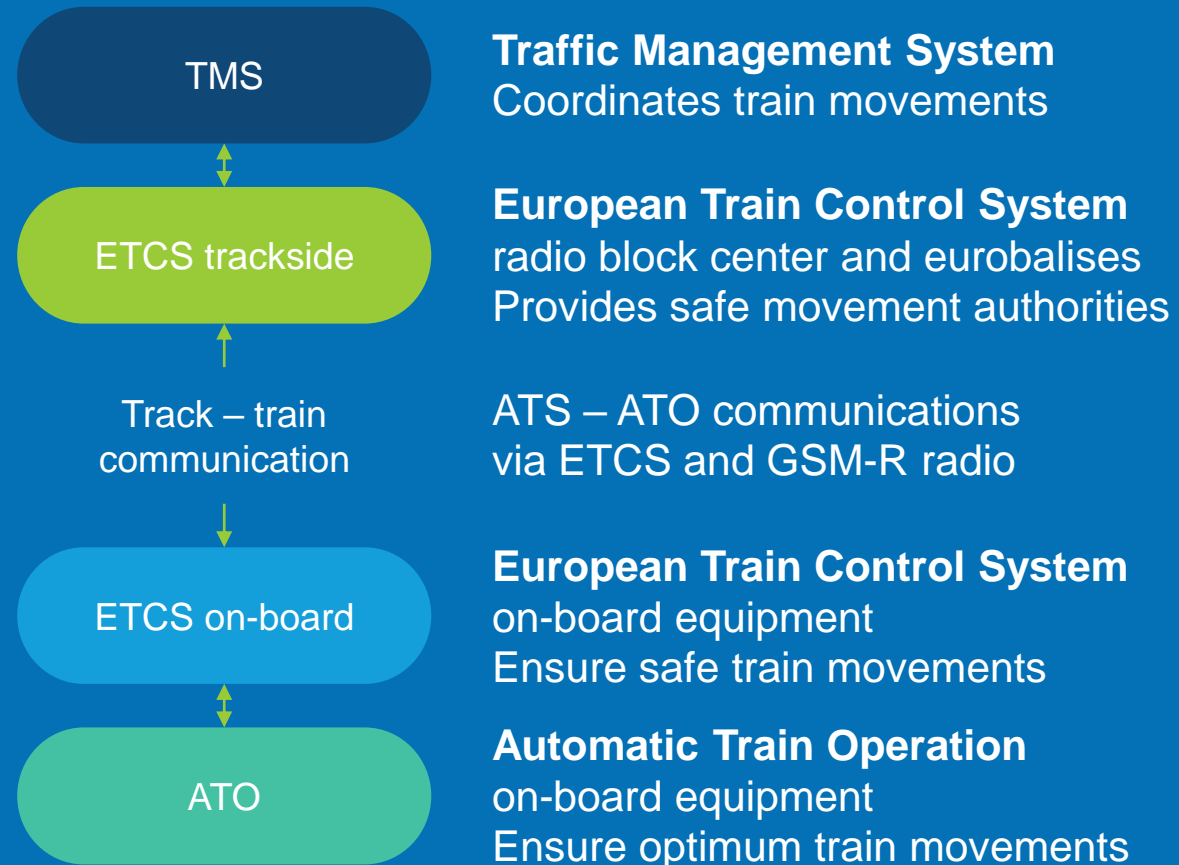 TMS
Traffic Management System
Coordinates train movements
ETCS trackside
European Train Control System
radio block center and eurobalises
Provides safe movement authorities
Track – train
communication
ATS – ATO communications
via ETCS and GSM-R radio
ETCS on-board
European Train Control System
on-board equipment
Ensure safe train movements
ATO
Automatic Train Operation
on-board equipment
Ensure optimum train movements